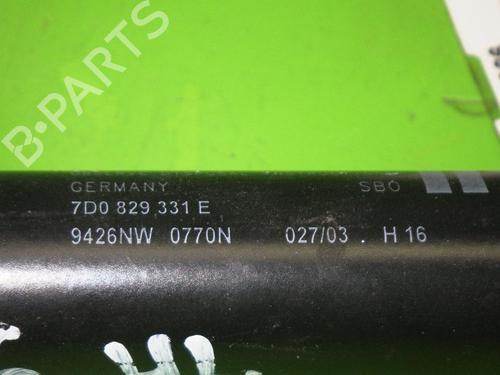 B-PARTS
GERMANY SBO
7D0 829 331 E
9426NW 0770N 027/03 . H 16